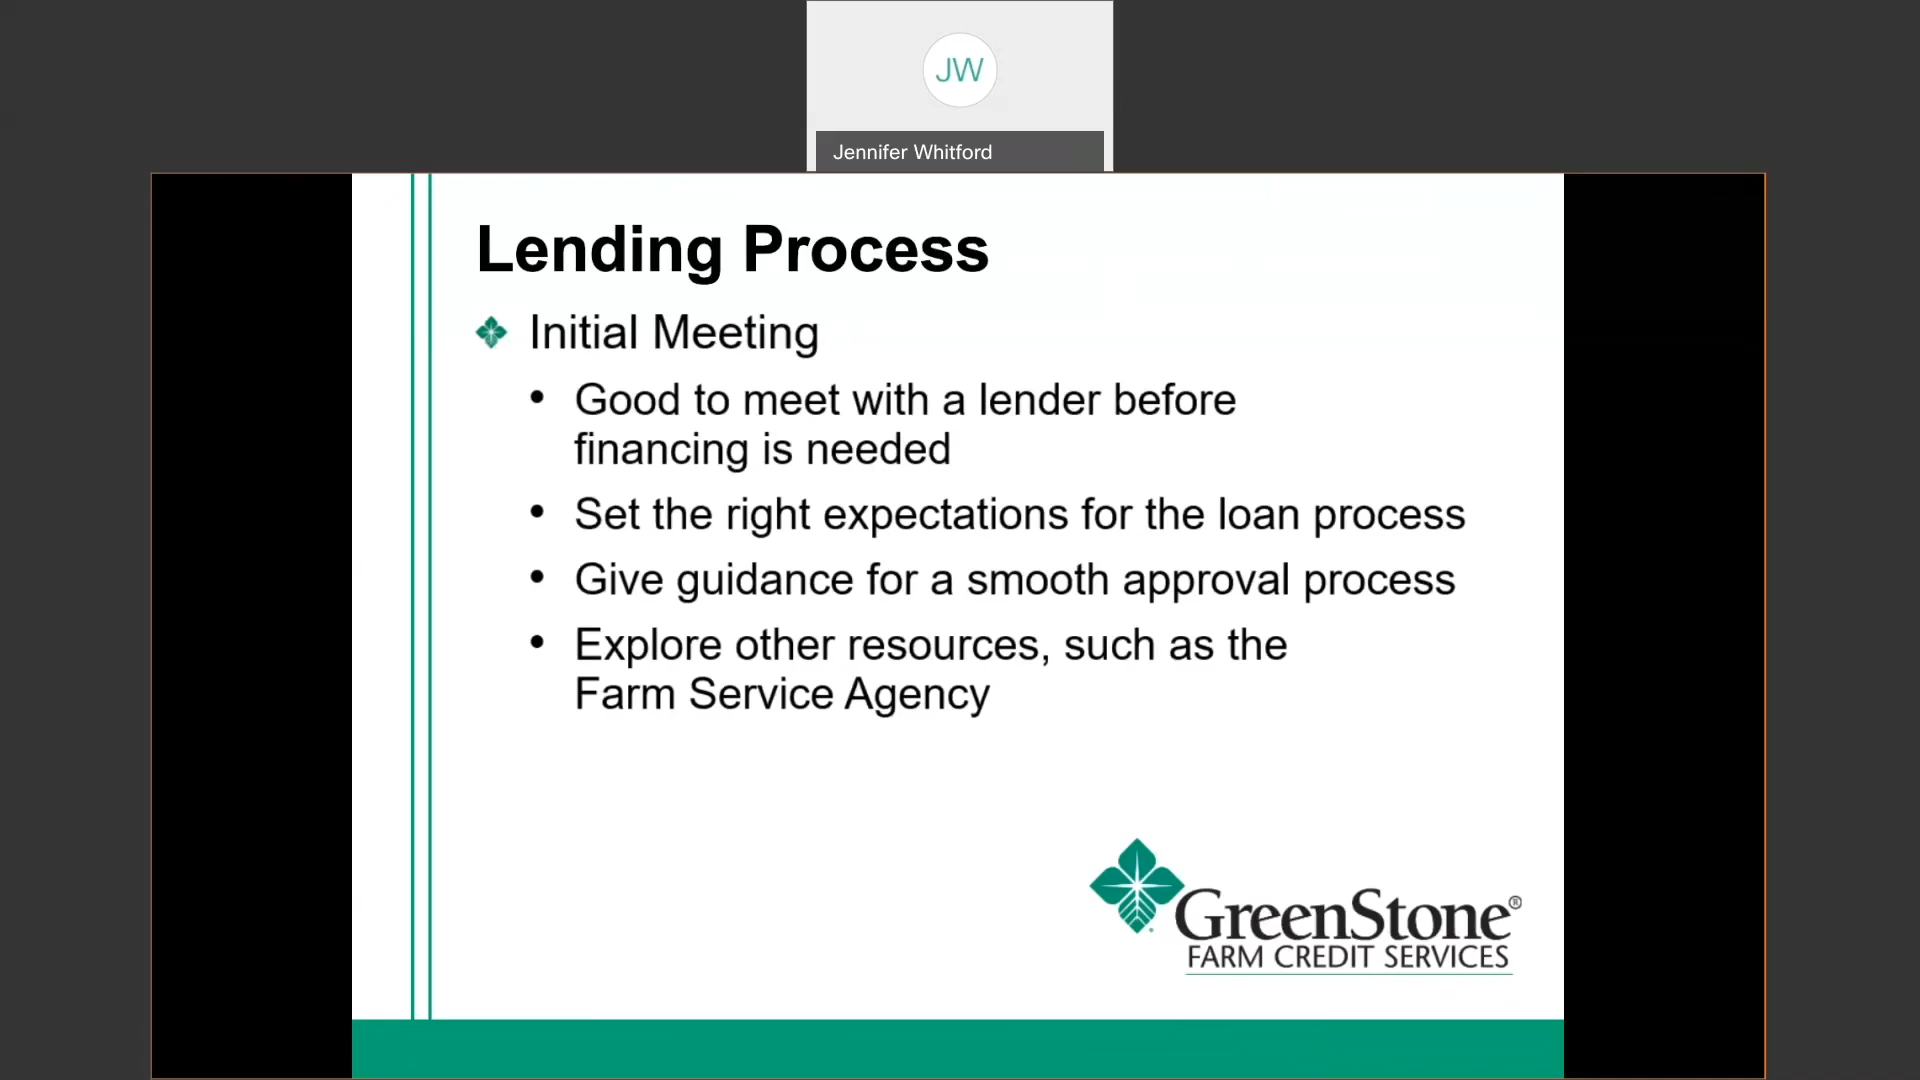 JW
Jennifer Whitford
Lending Process
Initial Meeting
• Good to meet with a lender before
financing is needed
• Set the right expectations for the loan process
• Give guidance for a smooth approval process
• Explore other resources, such as the
Farm Service Agency
GreenStone®
FARM CREDIT SERVICES